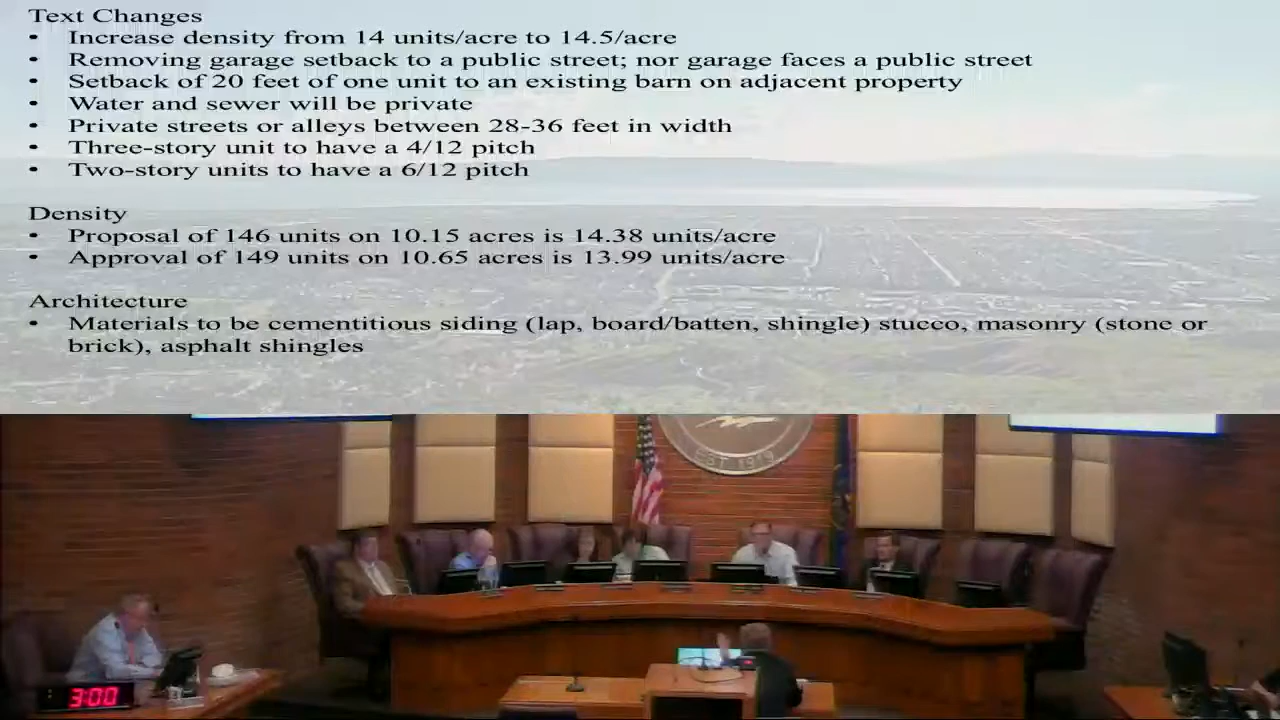 Text Changes
• Increase density from 14 units/acre to 14.5/acre
• Removing garage setback to a public street; nor garage faces a public street
• Setback of 20 feet of one unit to an existing barn on adjacent property
• Water and sewer will be private
• Private streets or alleys between 28-36 feet in width
• Three-story unit to have a 4/12 pitch
• Two-story units to have a 6/12 pitch
Density
• Proposal of 146 units on 10.15 acres is 14.38 units/acre
• Approval of 149 units on 10.65 acres is 13.99 units/acre
Architecture
• Materials to be cementitious siding (lap, board/batten, shingle) stucco, masonry (stone or
brick), asphalt shingles
EST 1949
3:00